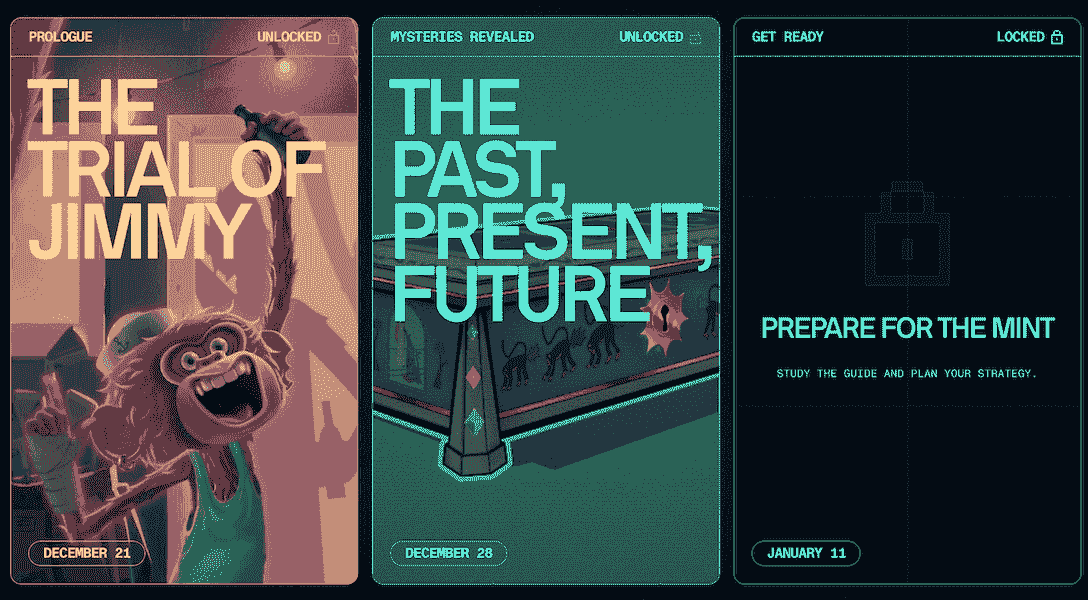 PROLOGUE
UNLOCKED
THE
TRIAL OF
JIMMY
DECEMBER 21
MYSTERIES REVEALED
UNLOCKED
THE
PAST,
PRESENT,
FUTURE
DECEMBER 28
GET READY
LOCKED
PREPARE FOR THE MINT
STUDY THE GUIDE AND PLAN YOUR STRATEGY.
JANUARY 11